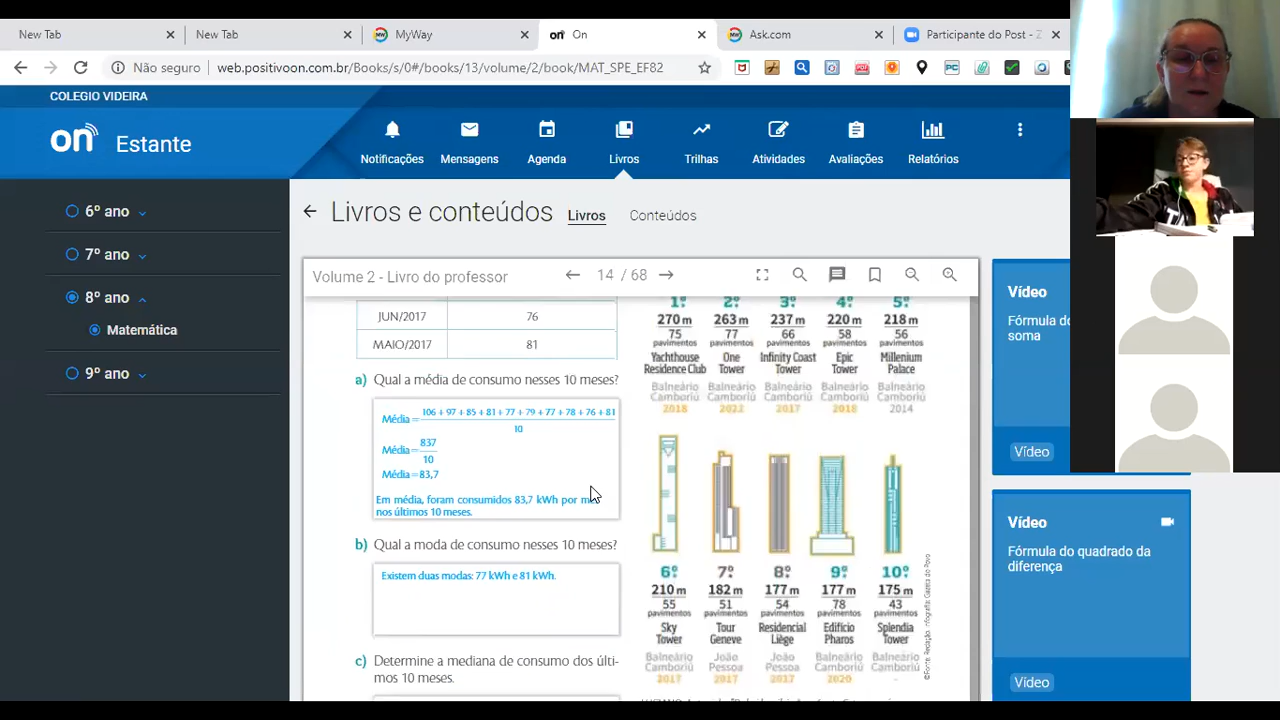 New Tab
New Tab
MyWay
On
Ask.com
Participante do Post - Z
Não seguro
web.positivoon.com.br/Books/s/0#/books/13/volume/2/book/MAT_SPE_EF82
COLEGIO VIDEIRA
on
Estante
Notificações
Mensagens
Agenda
Livros
Trilhas
Atividades
Avaliações
Relatórios
6º ano
7º ano
8º ano
Matemática
9º ano
Livros e conteúdos
Livros
Conteúdos
Volume 2 - Livro do professor
14 / 68
JUN/2017 76
MAIO/2017 81
a) Qual a média de consumo nesses 10 meses?
Média = 106 + 97 + 85 + 81 + 77 + 79 + 77 + 78 + 76 + 81
10
Média = 837
10
Média = 83,7
Em média, foram consumidos 83,7 kWh por
nos últimos 10 meses.
b) Qual a moda de consumo nesses 10 meses?
Existem duas modas: 77 kWh e 81 kWh.
c) Determine a mediana de consumo dos últi-
mos 10 meses.
1º. 2º. 3º. 4º. 5º.
270 m 263 m 237 m 220 m 218 m
75 77 66 58 56
pavimentos pavimentos pavimentos pavimentos pavimentos
Yachthouse One Infinity Coast Epic Millenium
Residence Club Tower Tower Tower Palace
Balneário Balneário Balneário Balneário Balneário
Camboriú Camboriú Camboriú Camboriú Camboriú
2018 2022 2017 2018 2014
6º. 7º. 8º. 9º. 10º.
210 m 182 m 177 m 177 m 175 m
55 51 54 78 43
pavimentos pavimentos pavimentos pavimentos pavimentos
Sky Tour Residencial Edifício Splendia
Tower Geneve Liège Pharos Tower
Balneário João João Balneário Balneário
Camboriú Pessoa Pessoa Camboriú Camboriú
2017 2017 2017 2020
Vídeo
Fórmula do
soma
Vídeo
Vídeo
Fórmula do quadrado da
diferença
Vídeo